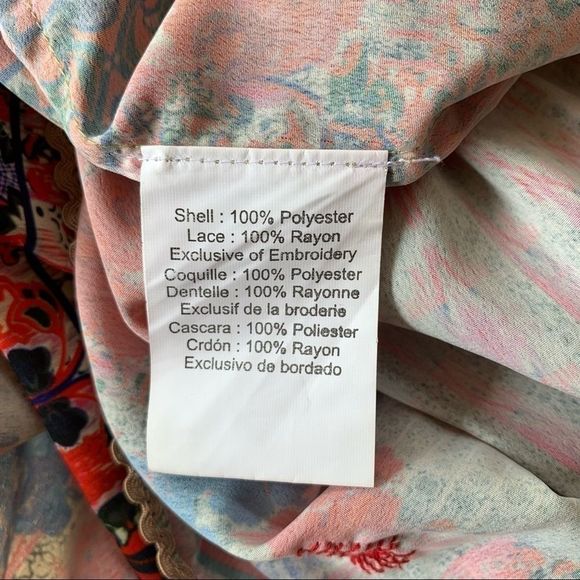 Shell : 100% Polyester
Lace : 100% Rayon
Exclusive of Embroidery
Coquille : 100% Polyester
Dentelle : 100% Rayonne
Exclusif de la broderie
Cascara : 100% Poliester
Crdón : 100% Rayon
Exclusivo de bordado